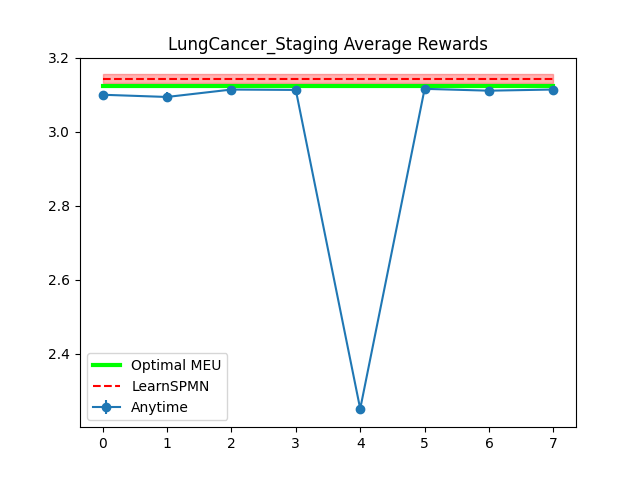 LungCancer_Staging Average Rewards
3.2
3.0
2.8
2.6
2.4
Optimal MEU
LearnSPMN
Anytime
0 1 2 3 4 5 6 7